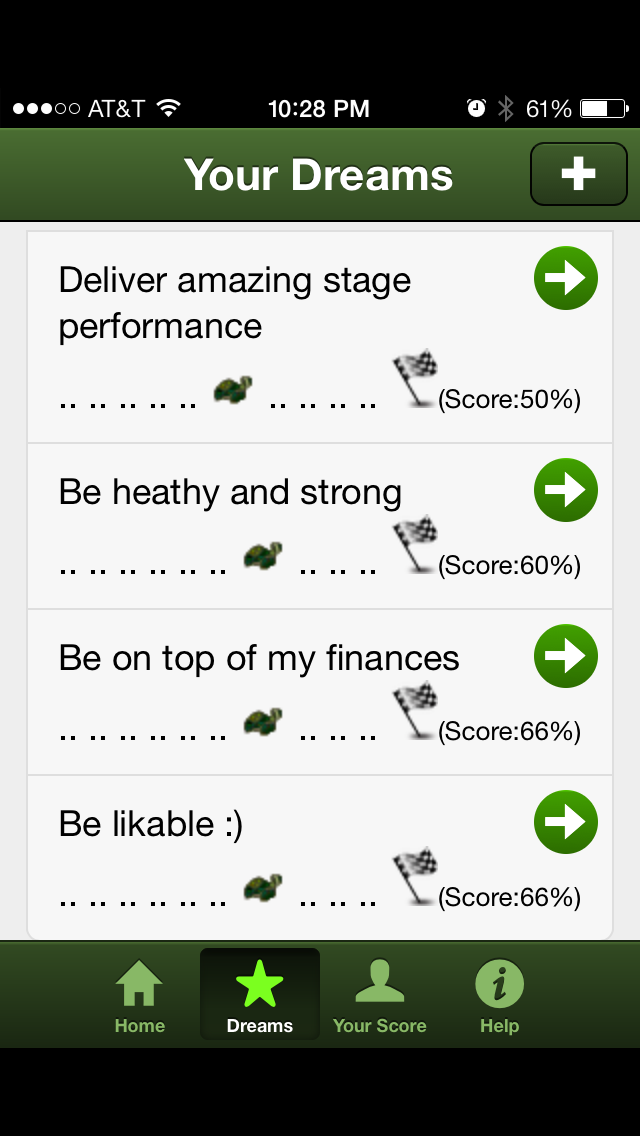 AT&T 10:28 PM 61%
Your Dreams
Deliver amazing stage
performance
.. .. .. .. .. .. .. .. .. (Score:50%)
Be heathy and strong
.. .. .. .. .. .. .. .. .. (Score:60%)
Be on top of my finances
.. .. .. .. .. .. .. .. .. (Score:66%)
Be likable :)
.. .. .. .. .. .. .. .. .. (Score:66%)
Home Dreams Your Score Help